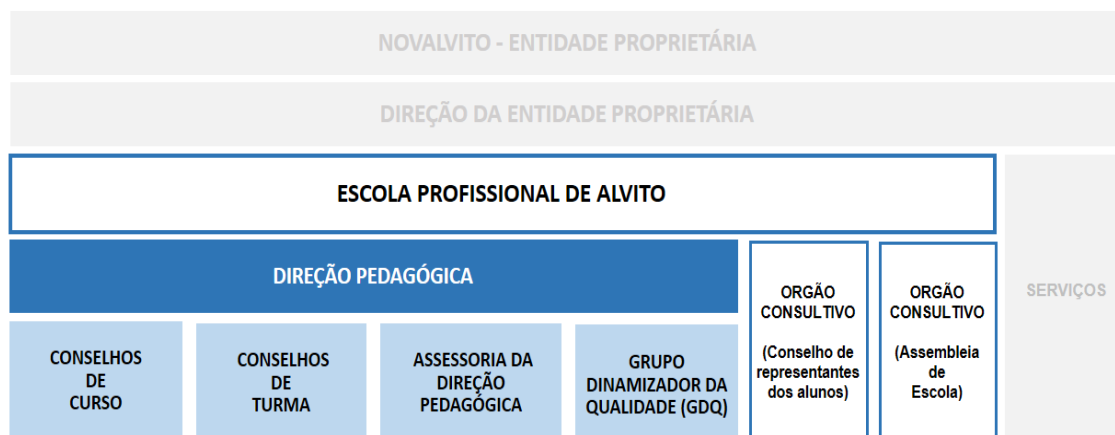 NOVALVITO - ENTIDADE PROPRIETÁRIA
DIREÇÃO DA ENTIDADE PROPRIETÁRIA
ESCOLA PROFISSIONAL DE ALVITO
DIREÇÃO PEDAGÓGICA
CONSELHOS
DE
CURSO
CONSELHOS
DE
TURMA
ASSESSORIA DA
DIREÇÃO
PEDAGÓGICA
GRUPO
DINAMIZADOR DA
QUALIDADE (GDQ)
ORGÃO
CONSULTIVO
(Conselho de
representantes
dos alunos)
ORGÃO
CONSULTIVO
(Assembleia
de
Escola)
SERVIÇOS